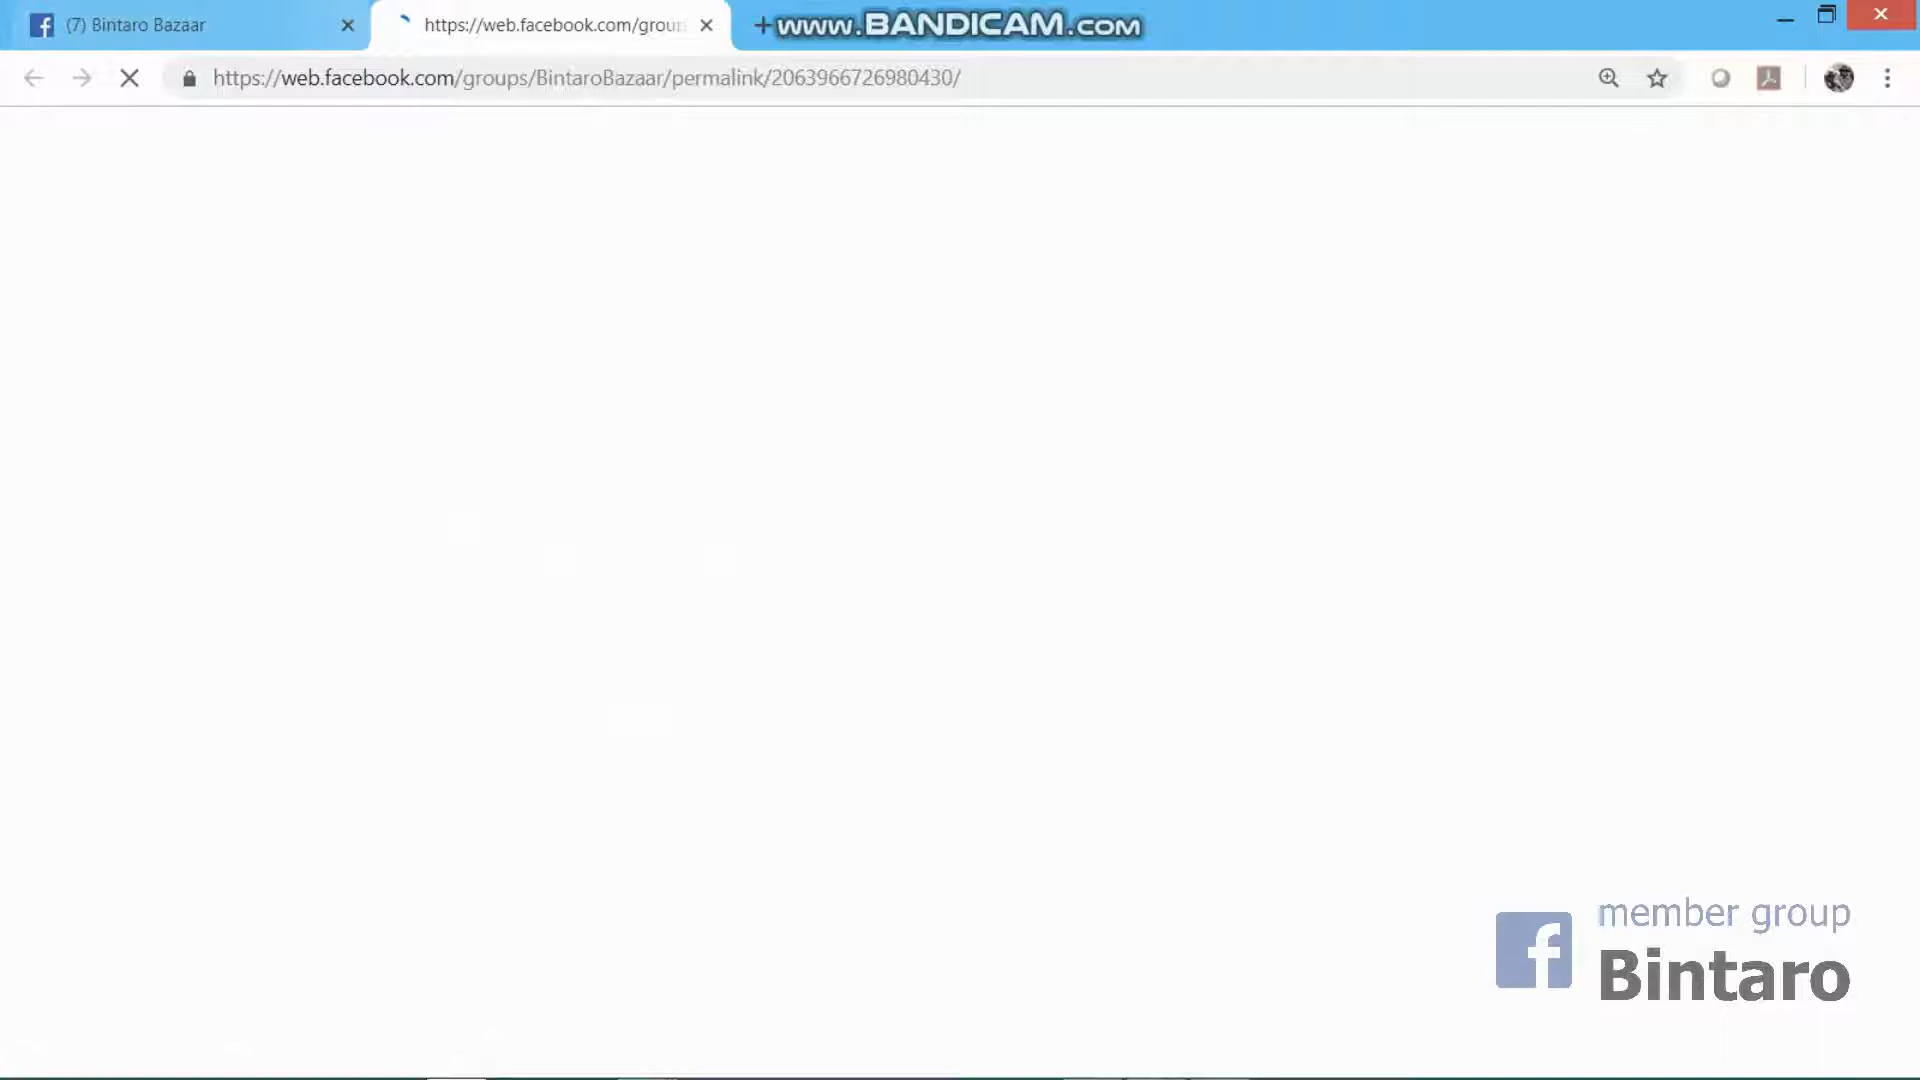 (7) Bintaro Bazaar
https://web.facebook.com/grou
www.BANDICAM.com
https://web.facebook.com/groups/BintaroBazaar/permalink/2063966726980430/
member group
Bintaro